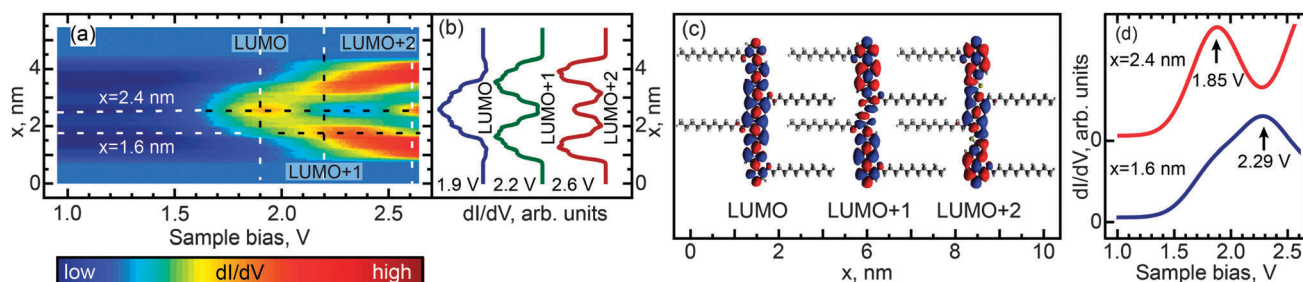 (a)
LUMO
LUMO+2
x=2.4 nm
x=1.6 nm
LUMO+1
x, nm
4
2
0
1.0 1.5 2.0 2.5
Sample bias, V
low dI/dV high
(b)
LUMO
LUMO+1
LUMO+2
1.9 V 2.2 V 2.6 V
dI/dV, arb. units
x, nm
4
2
0
(c)
LUMO LUMO+1 LUMO+2
0 2 4 6 8 10
x, nm
(d)
x=2.4 nm
1.85 V
0
x=1.6 nm
2.29 V
0
dI/dV, arb. units
1.0 1.5 2.0 2.5
Sample bias, V